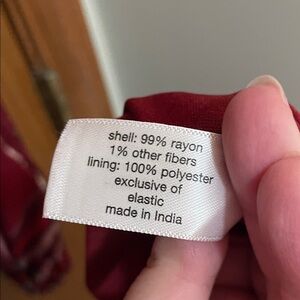 shell: 99% rayon
1% other fibers
lining: 100% polyester
exclusive of
elastic
made in India